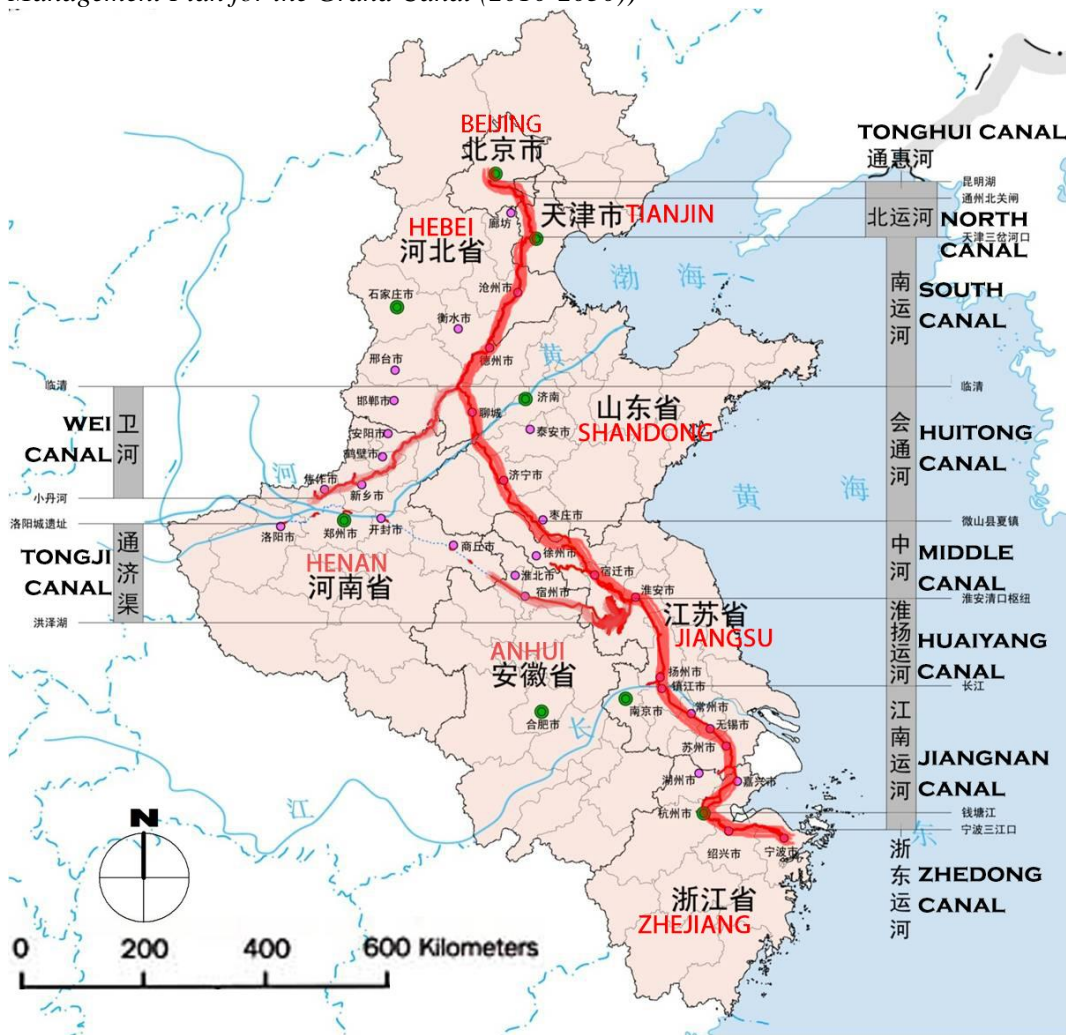 Management Plan for the Grand Canal (2010-2030))
BEIJING
北京市
廊坊
天津市
TIANJIN
HEBEI
河北省
沧州市
石家庄市
衡水市
德州市
邢台市
邯郸市
聊城
济南
泰安市
山东省
SHANDONG
安阳市
鹤壁市
焦作市
新乡市
济宁市
枣庄市
洛阳市
郑州市
开封市
商丘市
徐州市
HENAN
河南省
淮北市
宿州市
宿迁市
淮安市
江苏省
JIANGSU
ANHUI
安徽省
合肥市
扬州市
镇江市
南京市
常州市
无锡市
苏州市
湖州市
嘉兴市
杭州市
绍兴市
宁波市
浙江省
ZHEJIANG
渤海
黄海
东
黄
河
长
江
临清
WEI
CANAL
卫河
小丹河
洛阳城遗址
TONGJI
CANAL
通济渠
洪泽湖
TONGHUI CANAL
通惠河
昆明湖
通州北关闸
北运河
NORTH
CANAL
天津三岔河口
南运河
SOUTH
CANAL
临清
会通河
HUITONG
CANAL
微山县夏镇
中河
MIDDLE
CANAL
淮安清口枢纽
淮扬运河
HUAIYANG
CANAL
长江
江南运河
JIANGNAN
CANAL
钱塘江
宁波三江口
浙东运河
ZHEDONG
CANAL
N
0 200 400 600 Kilometers